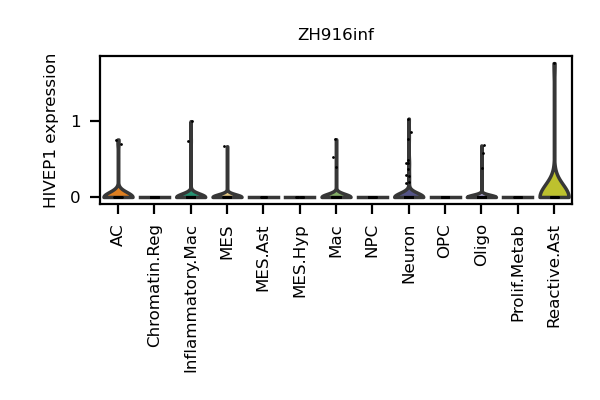 ZH916inf
HIVEP1 expression
1
0
AC
Chromatin.Reg
Inflammatory.Mac
MES
MES.Ast
MES.Hyp
Mac
NPC
Neuron
OPC
Oligo
Prolif.Metab
Reactive.Ast